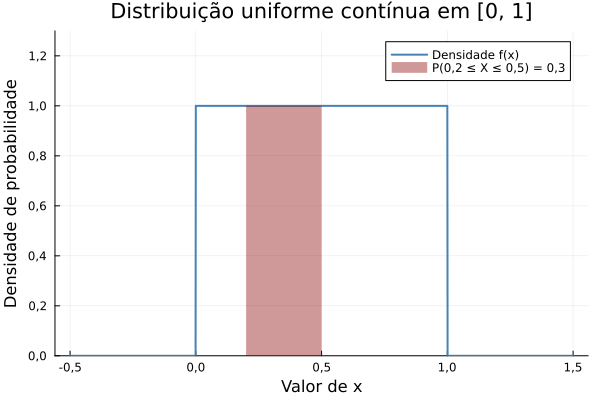 Distribuição uniforme contínua em [0, 1]
Densidade f(x)
P(0,2 ≤ X ≤ 0,5) = 0,3
Densidade de probabilidade
1,2
1,0
0,8
0,6
0,4
0,2
0,0
-0,5 0,0 0,5 1,0 1,5
Valor de x